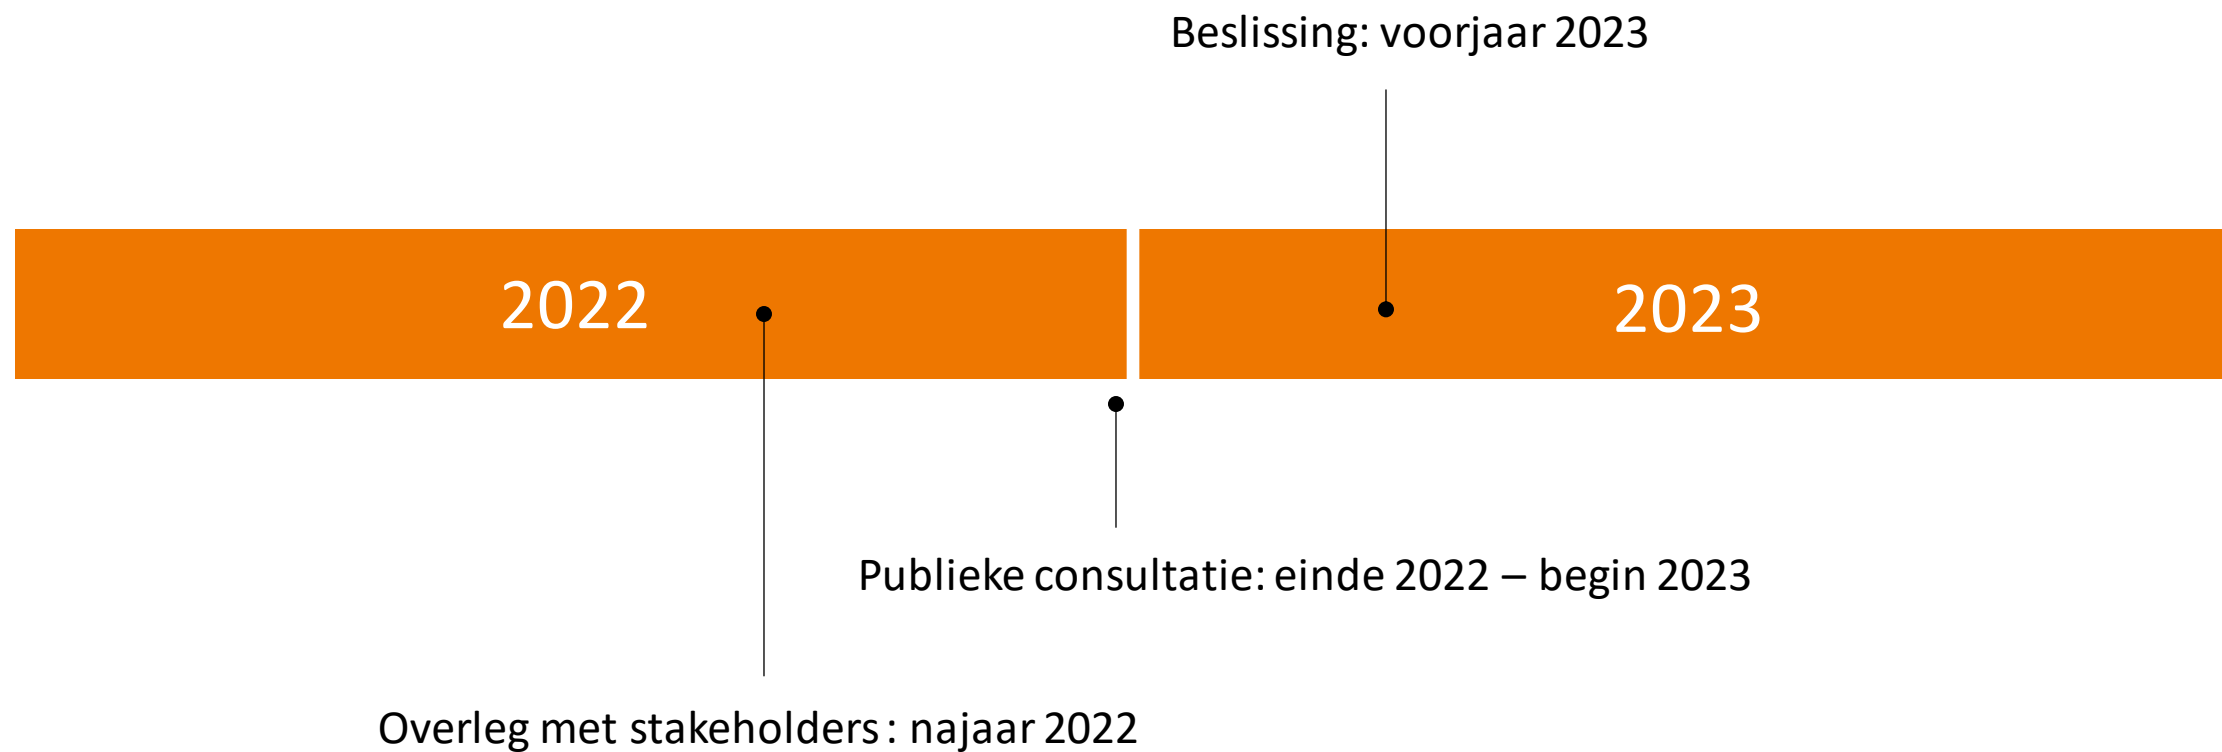 Beslissing: voorjaar 2023
2022
2023
Publieke consultatie: einde 2022 – begin 2023
Overleg met stakeholders : najaar 2022